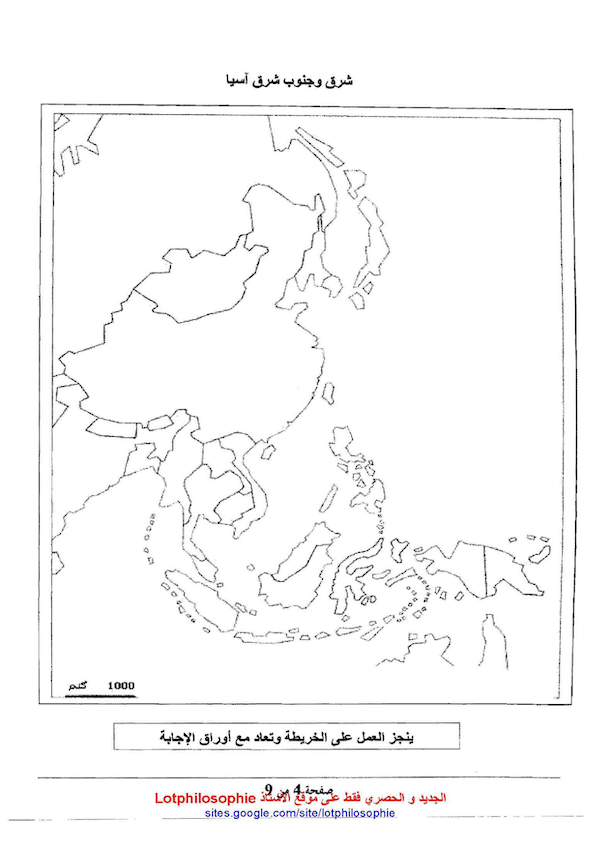 شرق وجنوب شرق آسيا
1000 كلم
ينجز العمل على الخريطة وتعاد مع أوراق الإجابة
صفحة 4 من 9
الجديد و الحصري فقط على موقع الأستاذ Lotphilosophie
sites.google.com/site/lotphilosophie